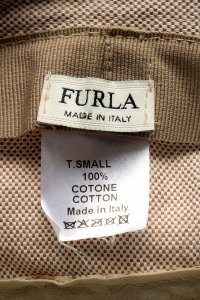 FURLA
MADE IN ITALY
T.SMALL
100%
COTONE
COTTON
Made in Italy